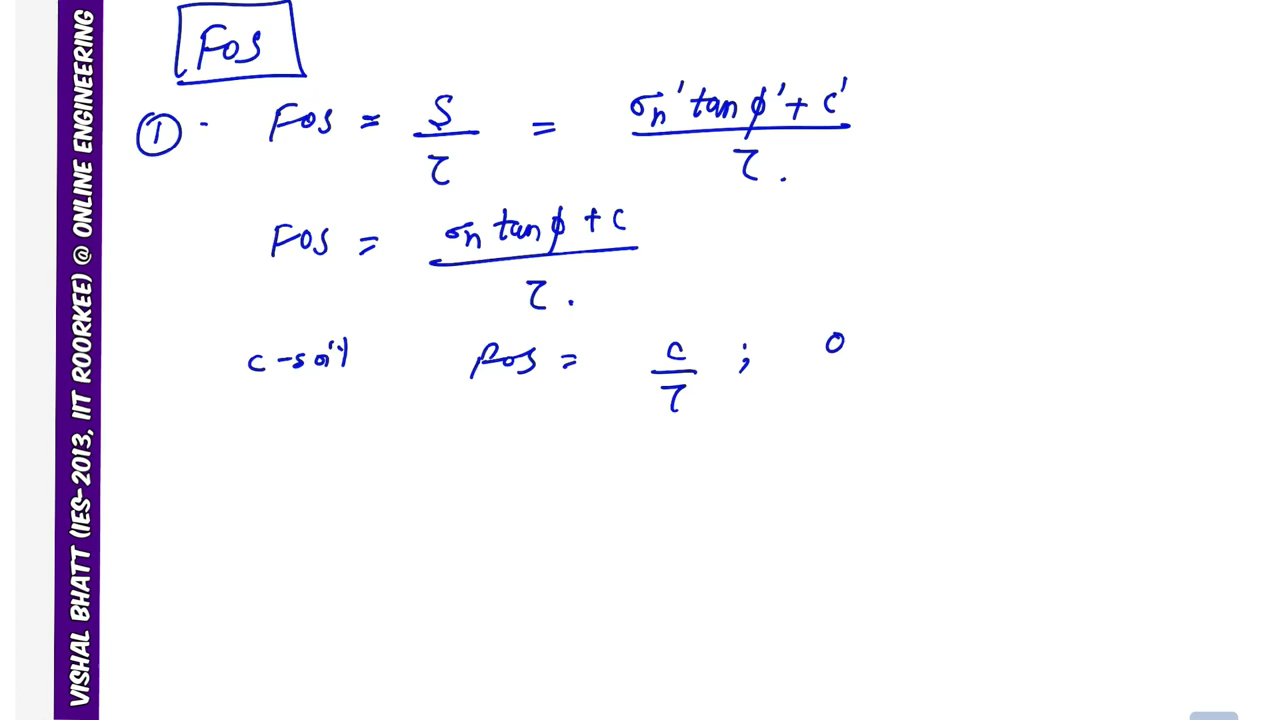 VISHAL BHATT (IES-2013, IIT ROORKEE) @ ONLINE ENGINEERING
FOS
① · FOS = S/τ = (σn' tan ϕ' + c')/τ.
FOS = (σn tan ϕ + c)/τ.
c-soil FOS = c/τ ; 0